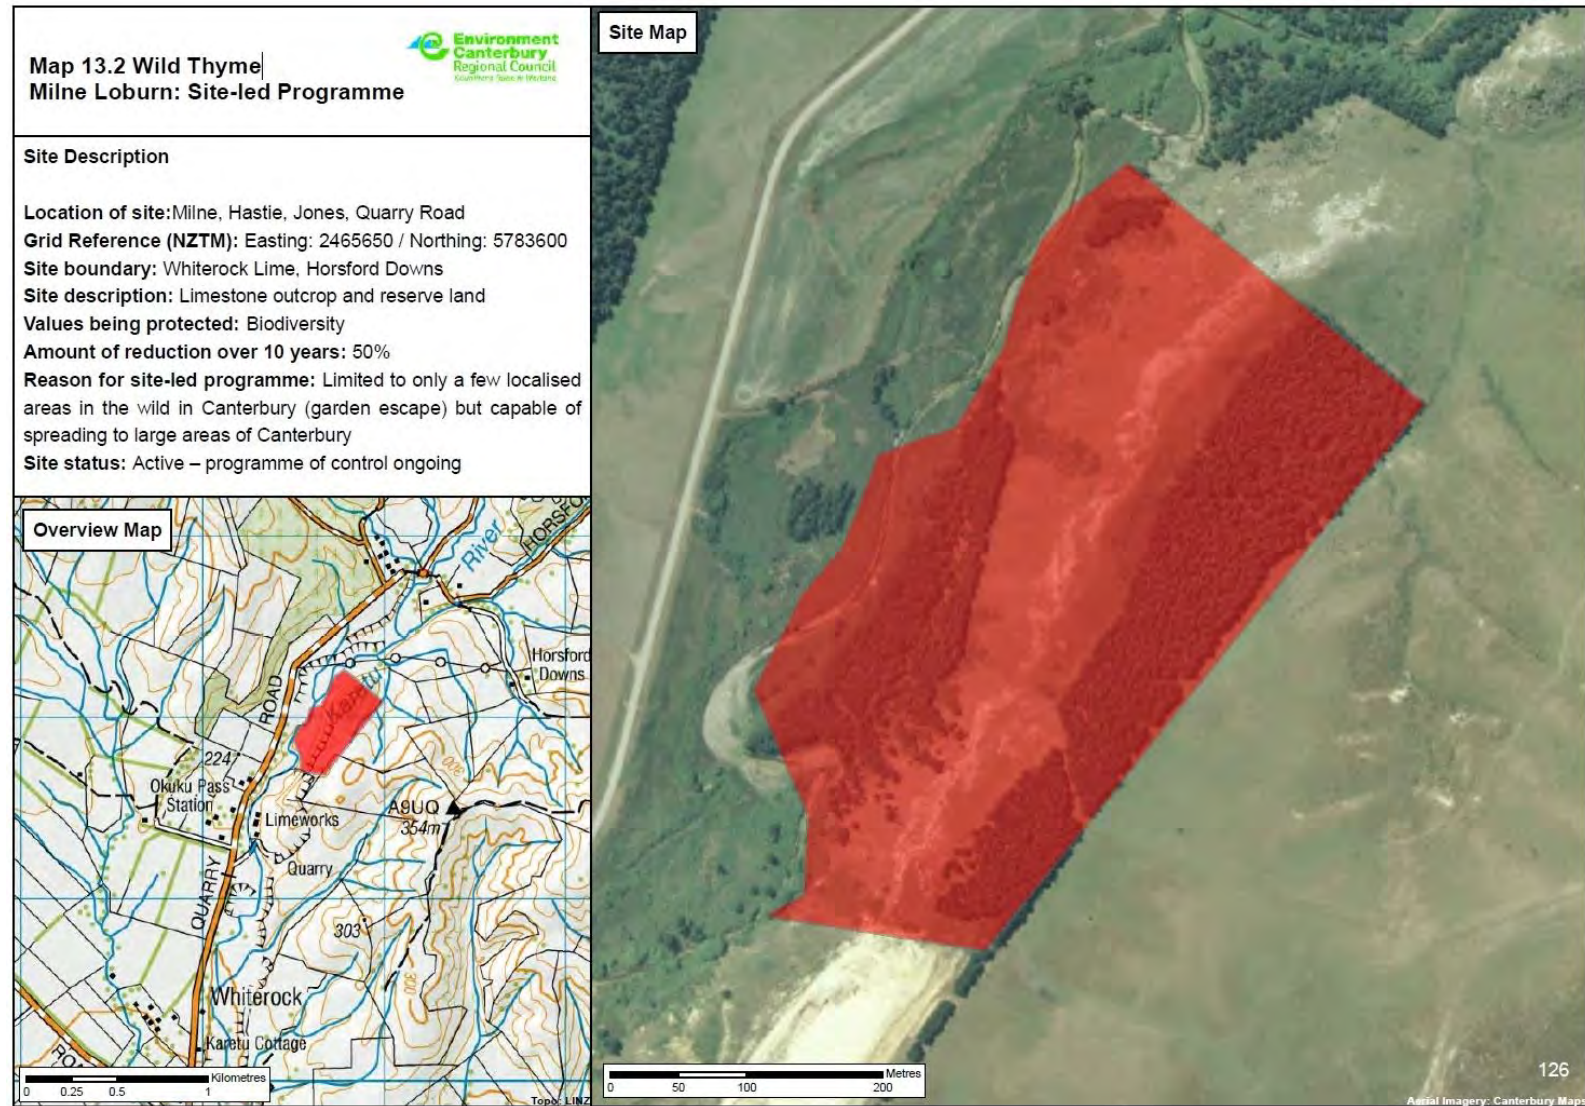 Map 13.2 Wild Thyme
Milne Loburn: Site-led Programme
Environment
Canterbury
Regional Council
Site Description
Location of site:Milne, Hastie, Jones, Quarry Road
Grid Reference (NZTM): Easting: 2465650 / Northing: 5783600
Site boundary: Whiterock Lime, Horsford Downs
Site description: Limestone outcrop and reserve land
Values being protected: Biodiversity
Amount of reduction over 10 years: 50%
Reason for site-led programme: Limited to only a few localised
areas in the wild in Canterbury (garden escape) but capable of
spreading to large areas of Canterbury
Site status: Active – programme of control ongoing
Overview Map
River
HORSFO
Horsford
Downs
Karetu
ROAD
224
Okuku Pass
Station
Limeworks
A9UQ
354m
300
Quarry
QUARRY
303
300
Whiterock
Karetu Cottage
ROA
Kilometres
0 0.25 0.5 1
Topo: LINZ
Site Map
Metres
0 50 100 200
126
Aerial Imagery: Canterbury Maps